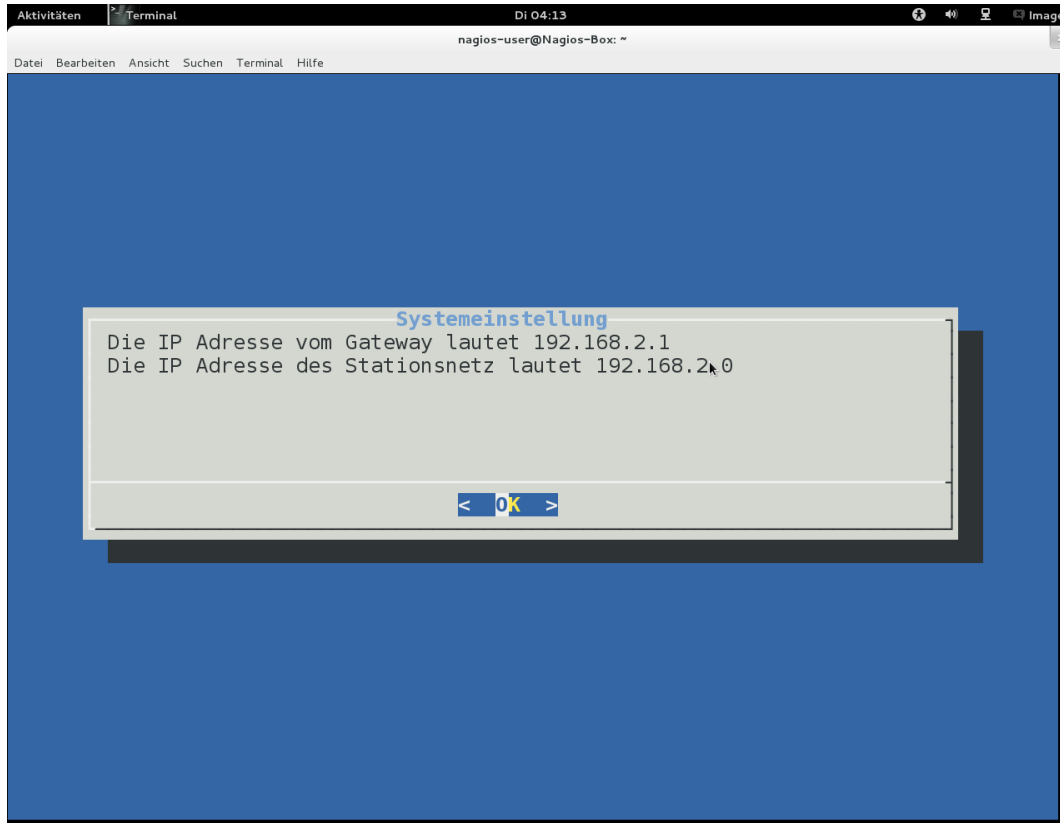 Aktivitäten Terminal Di 04:13
nagios-user@Nagios-Box: ~
Datei Bearbeiten Ansicht Suchen Terminal Hilfe
Systemeinstellung
Die IP Adresse vom Gateway lautet 192.168.2.1
Die IP Adresse des Stationsnetz lautet 192.168.2.0
< OK >